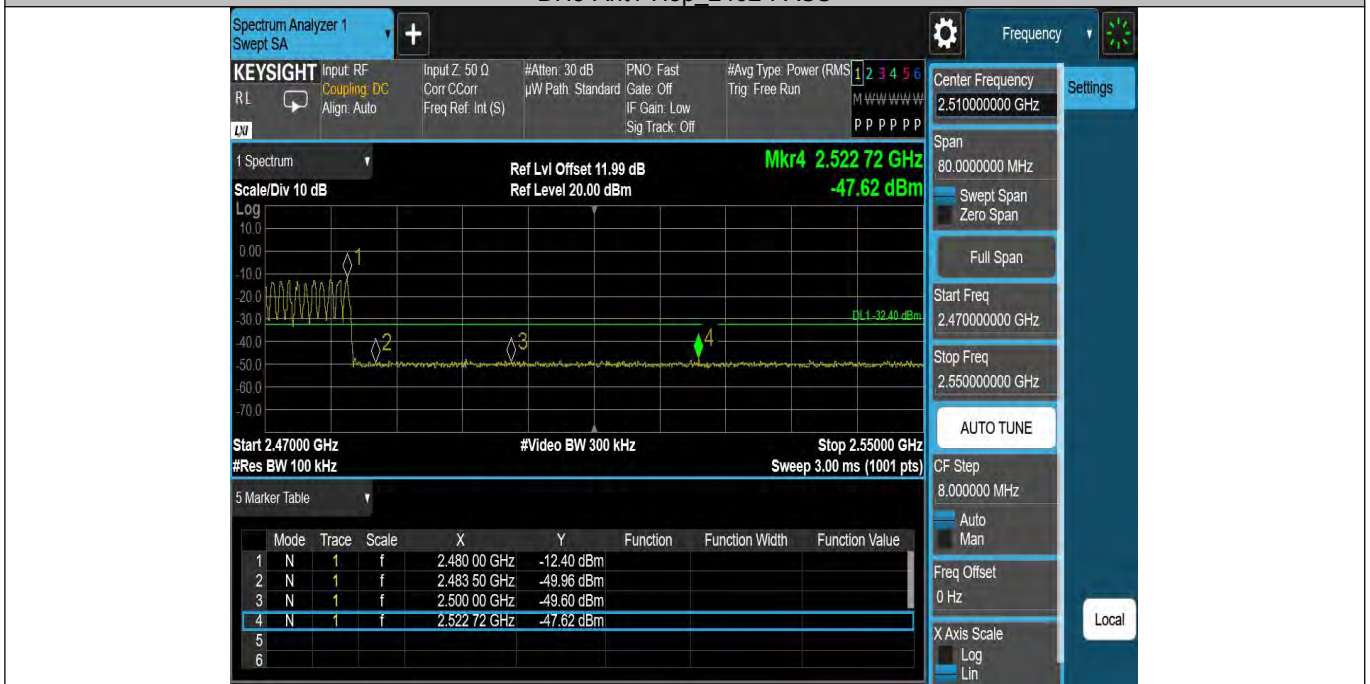 Spectrum Analyzer 1
Swept SA
+
Frequency
KEYSIGHT
RL
LXI
Input: RF
Coupling: DC
Align: Auto
Input Z: 50 Ω
Corr CCorr
Freq Ref: Int (S)
#Atten: 30 dB
µW Path: Standard
PNO: Fast
Gate: Off
IF Gain: Low
Sig Track: Off
#Avg Type: Power (RMS
Trig: Free Run
1 2 3 4 5 6
M W W W W W
P P P P P P
1 Spectrum
Scale/Div 10 dB
Ref Lvl Offset 11.99 dB
Ref Level 20.00 dBm
Mkr4 2.522 72 GHz
-47.62 dBm
Log
10.0
0.00
-10.0
-20.0
-30.0
-40.0
-50.0
-60.0
-70.0
1
2
3
4
DL1 -32.40 dBm
Start 2.47000 GHz
#Video BW 300 kHz
Stop 2.55000 GHz
#Res BW 100 kHz
Sweep 3.00 ms (1001 pts)
5 Marker Table
Mode Trace Scale X Y Function Function Width Function Value
1 N 1 f 2.480 00 GHz -12.40 dBm
2 N 1 f 2.483 50 GHz -49.96 dBm
3 N 1 f 2.500 00 GHz -49.60 dBm
4 N 1 f 2.522 72 GHz -47.62 dBm
5
6
Center Frequency
2.510000000 GHz
Settings
Span
80.0000000 MHz
Swept Span
Zero Span
Full Span
Start Freq
2.470000000 GHz
Stop Freq
2.550000000 GHz
AUTO TUNE
CF Step
8.000000 MHz
Auto
Man
Freq Offset
0 Hz
Local
X Axis Scale
Log
Lin